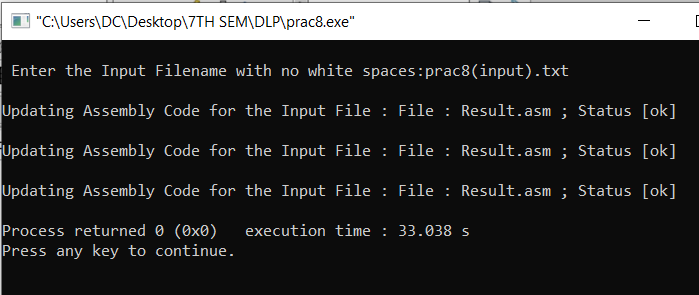 "C:\Users\DC\Desktop\7TH SEM\DLP\prac8.exe"
Enter the Input Filename with no white spaces:prac8(input).txt
Updating Assembly Code for the Input File : File : Result.asm ; Status [ok]
Updating Assembly Code for the Input File : File : Result.asm ; Status [ok]
Updating Assembly Code for the Input File : File : Result.asm ; Status [ok]
Process returned 0 (0x0)   execution time : 33.038 s
Press any key to continue.